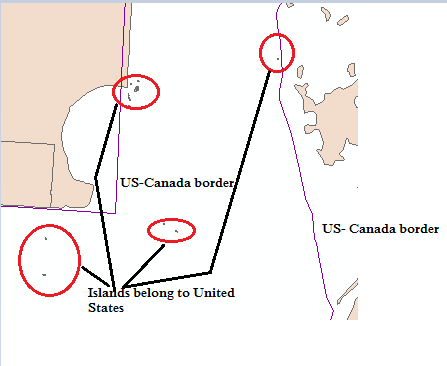 US-Canada border
US- Canada border
Islands belong to United
States